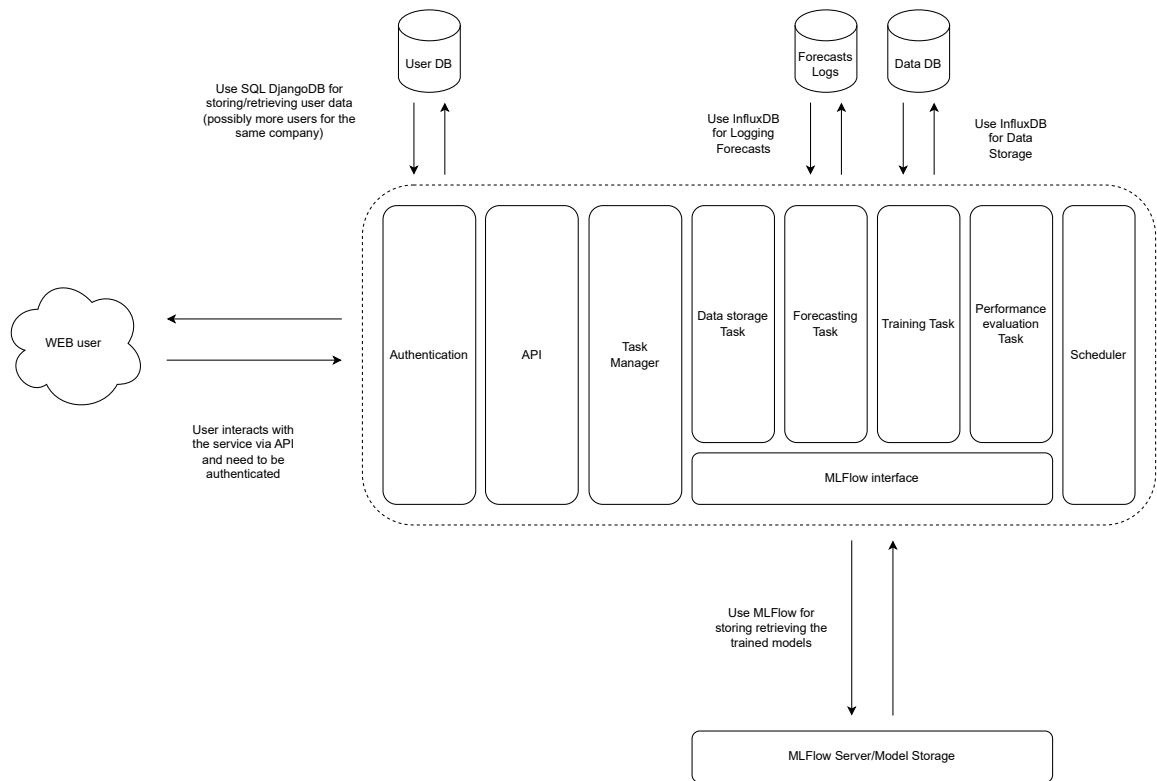 User DB
Forecasts
Logs
Data DB
Use SQL DjangoDB for
storing/retrieving user data
(possibly more users for the
same company)
Use InfluxDB
for Logging
Forecasts
Use InfluxDB
for Data
Storage
WEB user
User interacts with
the service via API
and need to be
authenticated
Authentication
API
Task
Manager
Data storage
Task
Forecasting
Task
Training Task
Performance
evaluation
Task
Scheduler
MLFlow interface
Use MLFlow for
storing retrieving the
trained models
MLFlow Server/Model Storage